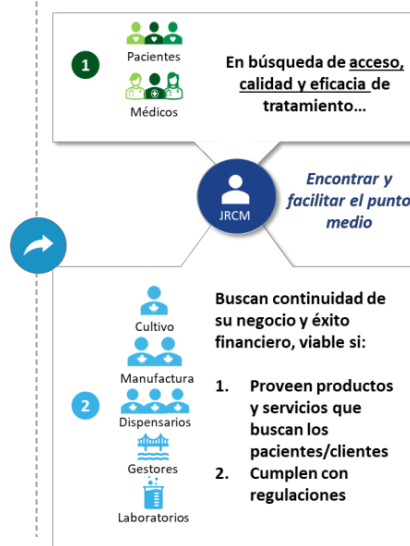 1
Pacientes
Médicos
En búsqueda de acceso,
calidad y eficacia de
tratamiento...
JRCM
Encontrar y
facilitar el punto
medio
2
Cultivo
Manufactura
Dispensarios
Gestores
Laboratorios
Buscan continuidad de
su negocio y éxito
financiero, viable si:
1. Proveen productos
y servicios que
buscan los
pacientes/clientes
2. Cumplen con
regulaciones